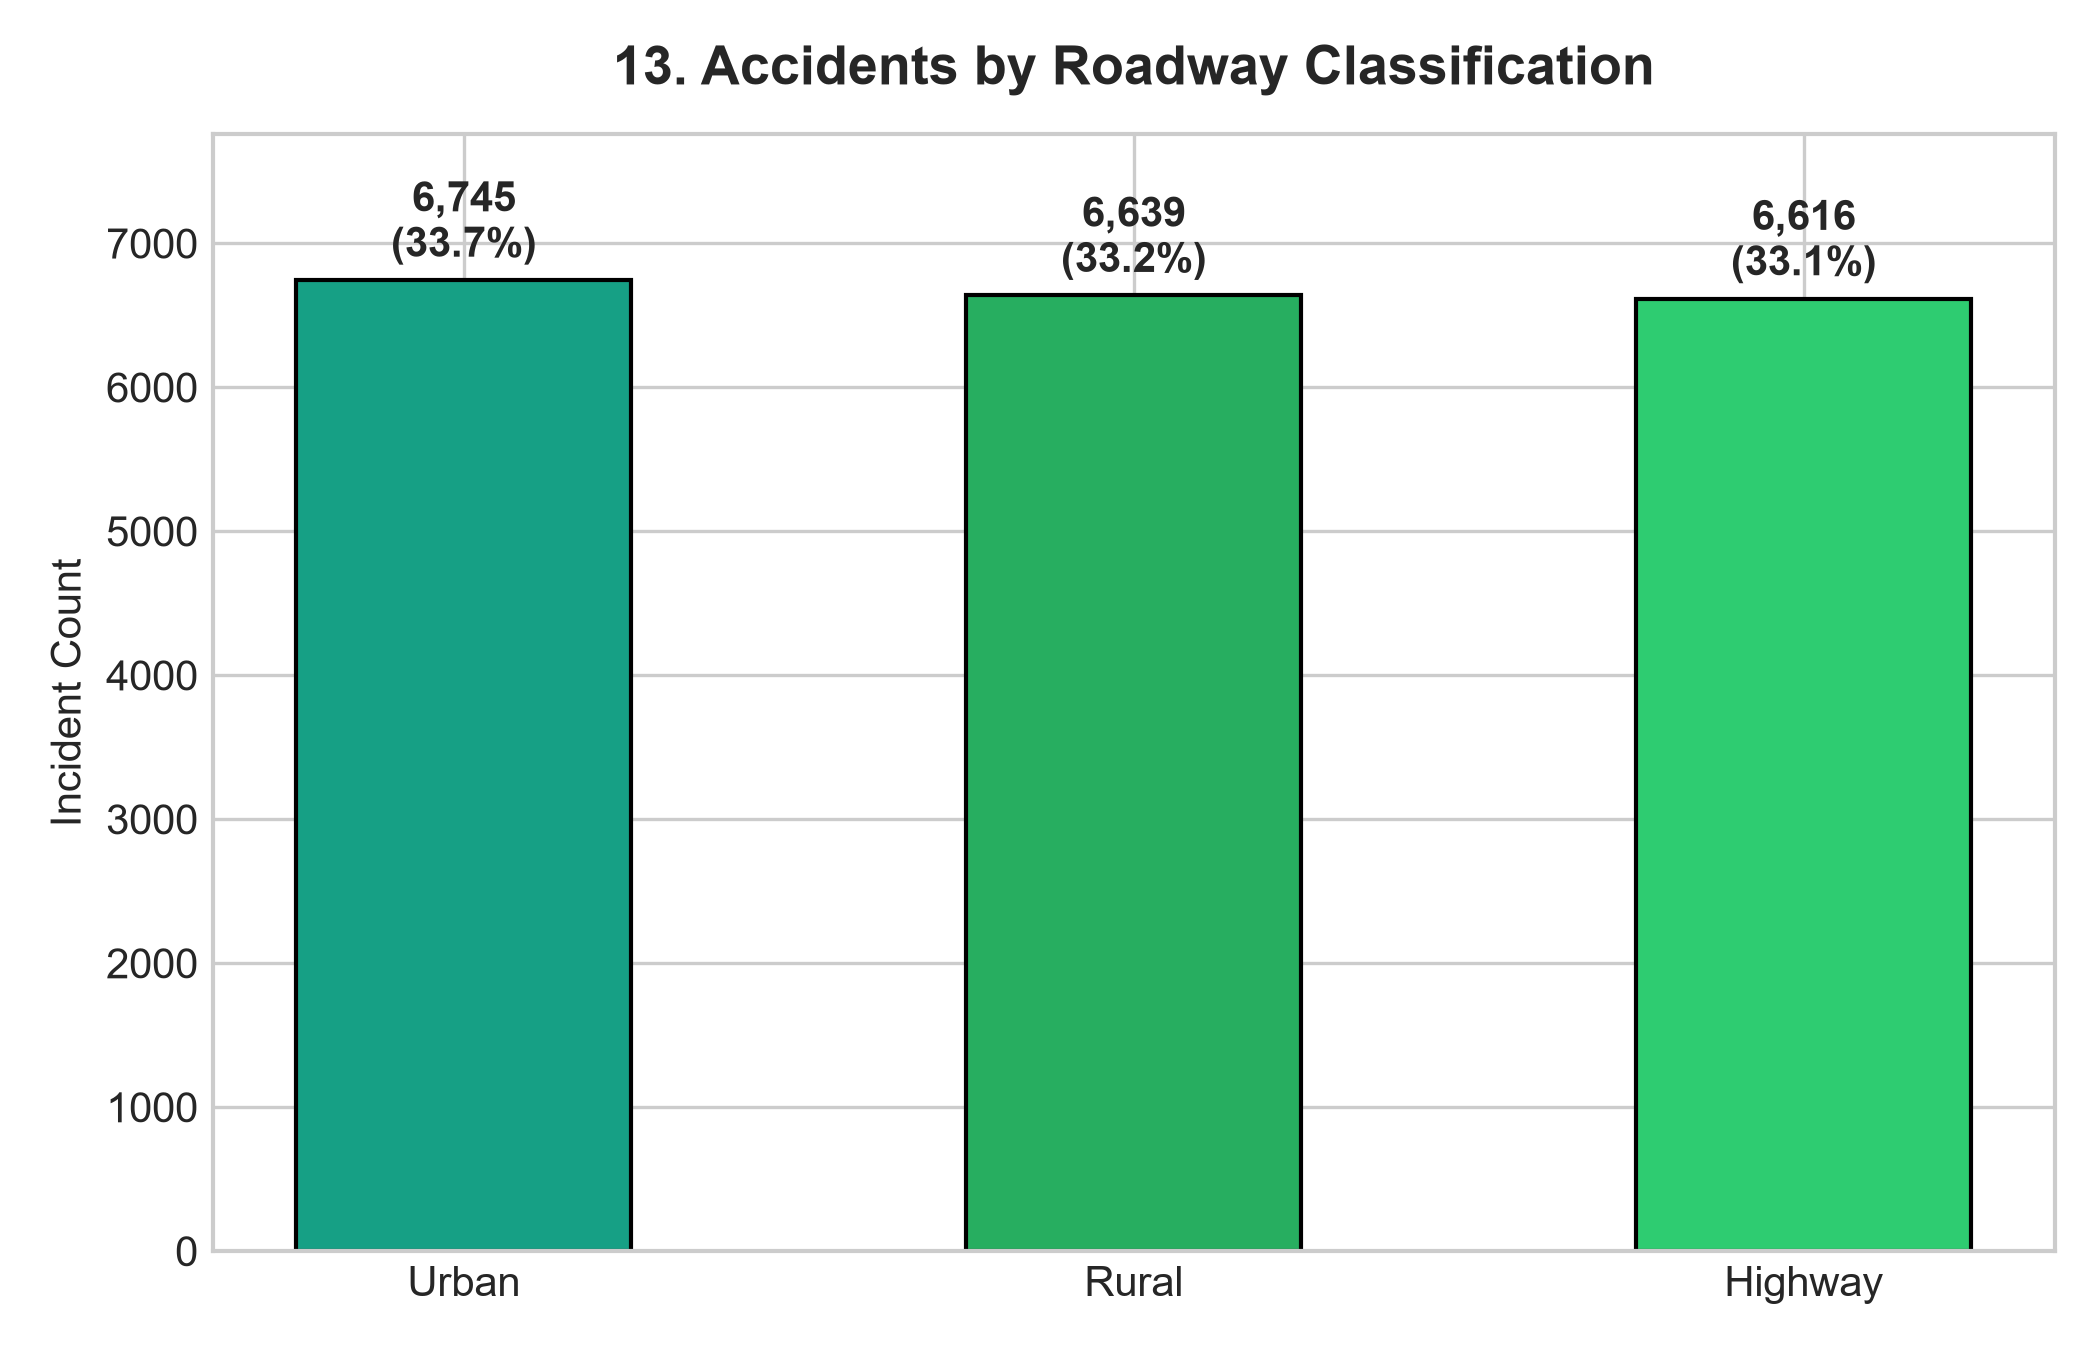 13. Accidents by Roadway Classification
6,745
(33.7%)
6,639
(33.2%)
6,616
(33.1%)
7000
6000
5000
4000
3000
2000
1000
0
Incident Count
Urban
Rural
Highway